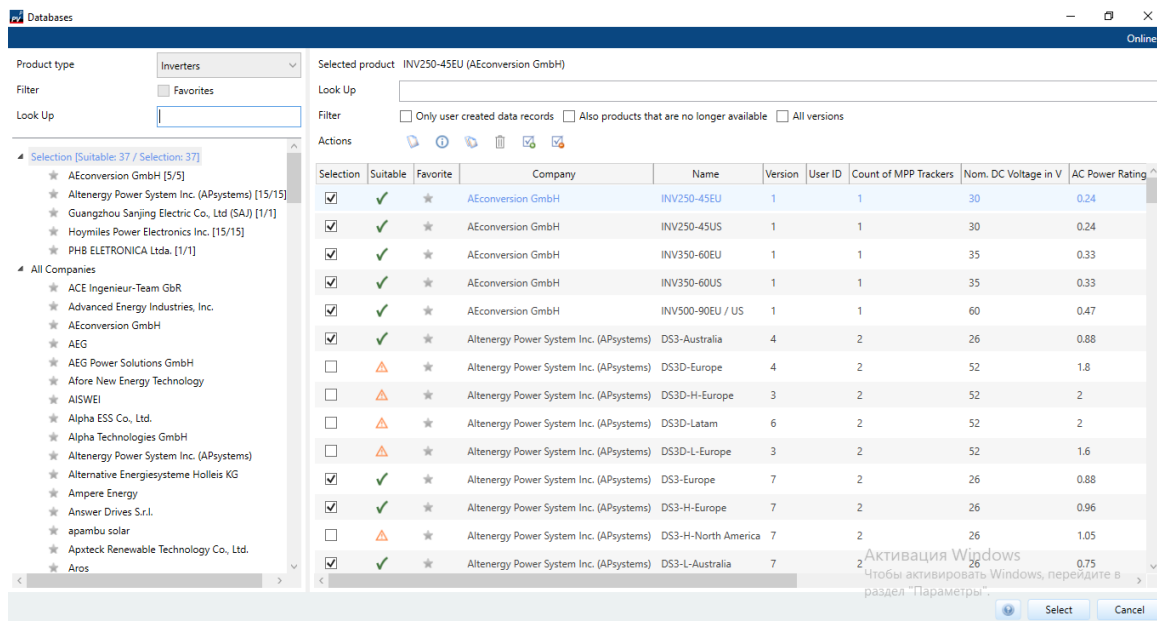 PV Databases
Online
Product type Inverters
Filter Favorites
Look Up
Selection [Suitable: 37 / Selection: 37]
AEconversion GmbH [5/5]
Altenergy Power System Inc. (APsystems) [15/15]
Guangzhou Sanjing Electric Co., Ltd (SAJ) [1/1]
Hoymiles Power Electronics Inc. [15/15]
PHB ELETRONICA Ltda. [1/1]
All Companies
ACE Ingenieur-Team GbR
Advanced Energy Industries, Inc.
AEconversion GmbH
AEG
AEG Power Solutions GmbH
Afore New Energy Technology
AISWEI
Alpha ESS Co., Ltd.
Alpha Technologies GmbH
Altenergy Power System Inc. (APsystems)
Alternative Energiesysteme Holleis KG
Ampere Energy
Answer Drives S.r.l.
apambu solar
Apxteck Renewable Technology Co., Ltd.
Aros
Selected product INV250-45EU (AEconversion GmbH)
Look Up
Filter Only user created data records Also products that are no longer available All versions
Actions
Selection Suitable Favorite Company Name Version User ID Count of MPP Trackers Nom. DC Voltage in V AC Power Rating
AEconversion GmbH INV250-45EU 1 1 30 0.24
AEconversion GmbH INV250-45US 1 1 30 0.24
AEconversion GmbH INV350-60EU 1 1 35 0.33
AEconversion GmbH INV350-60US 1 1 35 0.33
AEconversion GmbH INV500-90EU / US 1 1 60 0.47
Altenergy Power System Inc. (APsystems) DS3-Australia 4 2 26 0.88
Altenergy Power System Inc. (APsystems) DS3D-Europe 4 2 52 1.8
Altenergy Power System Inc. (APsystems) DS3D-H-Europe 3 2 52 2
Altenergy Power System Inc. (APsystems) DS3D-Latam 6 2 52 2
Altenergy Power System Inc. (APsystems) DS3D-L-Europe 3 2 52 1.6
Altenergy Power System Inc. (APsystems) DS3-Europe 7 2 26 0.88
Altenergy Power System Inc. (APsystems) DS3-H-Europe 7 2 26 0.96
Altenergy Power System Inc. (APsystems) DS3-H-North America 7 2 26 1.05
Altenergy Power System Inc. (APsystems) DS3-L-Australia 7 2 26 0.75
Активация Windows
Чтобы активировать Windows, перейдите в
раздел "Параметры".
Select Cancel